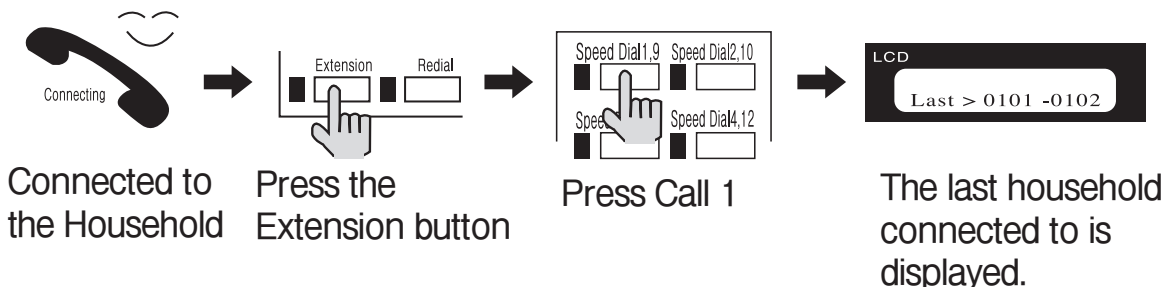 Connecting
Extension Redial
Speed Dial1,9 Speed Dial2,10
Spe Speed Dial4,12
LCD
Last > 0101 -0102
Connected to
the Household
Press the
Extension button
Press Call 1
The last household
connected to is
displayed.